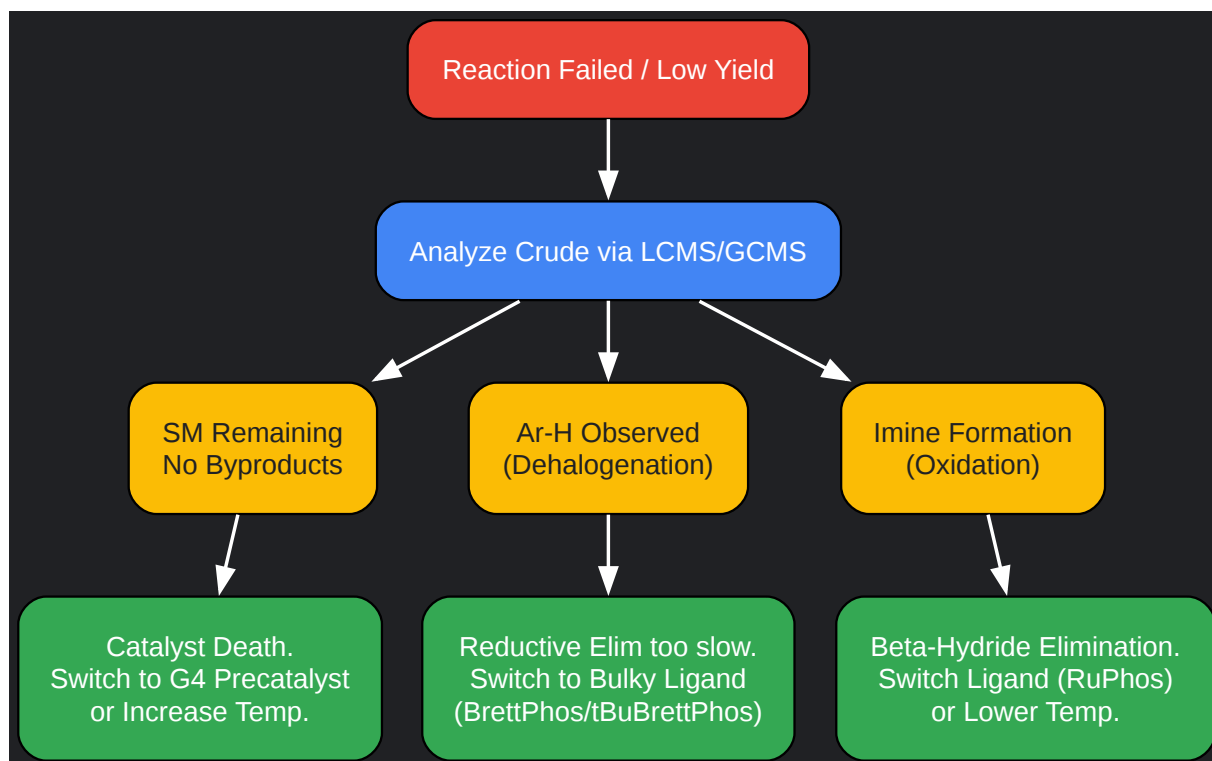 Reaction Failed / Low Yield
Analyze Crude via LCMS/GCMS
SM Remaining
No Byproducts
Ar-H Observed
(Dehalogenation)
Imine Formation
(Oxidation)
Catalyst Death.
Switch to G4 Precatalyst
or Increase Temp.
Reductive Elim too slow.
Switch to Bulky Ligand
(BrettPhos/tBuBrettPhos)
Beta-Hydride Elimination.
Switch Ligand (RuPhos)
or Lower Temp.